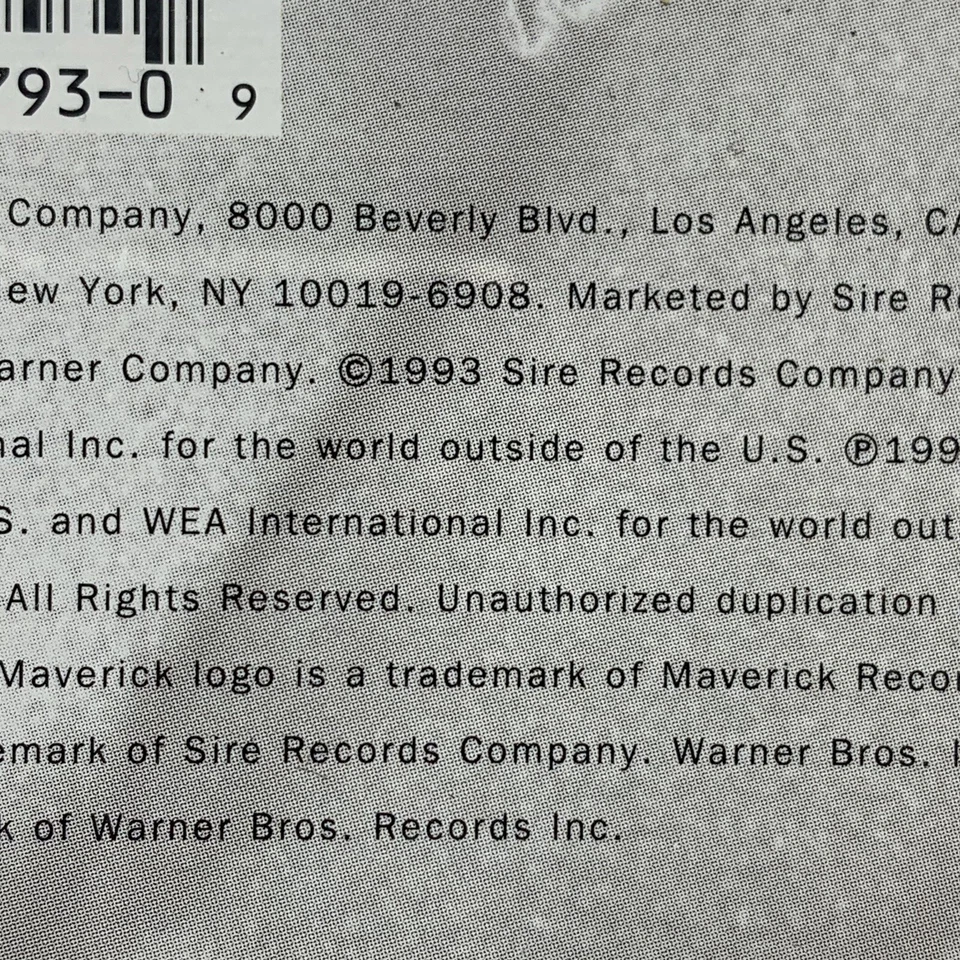 793-0 9
Company, 8000 Beverly Blvd., Los Angeles, CA
ew York, NY 10019-6908. Marketed by Sire Re
arner Company. ©1993 Sire Records Company
nal Inc. for the world outside of the U.S. ℗199
S. and WEA International Inc. for the world out
All Rights Reserved. Unauthorized duplication
Maverick logo is a trademark of Maverick Recor
emark of Sire Records Company. Warner Bros.
k of Warner Bros. Records Inc.